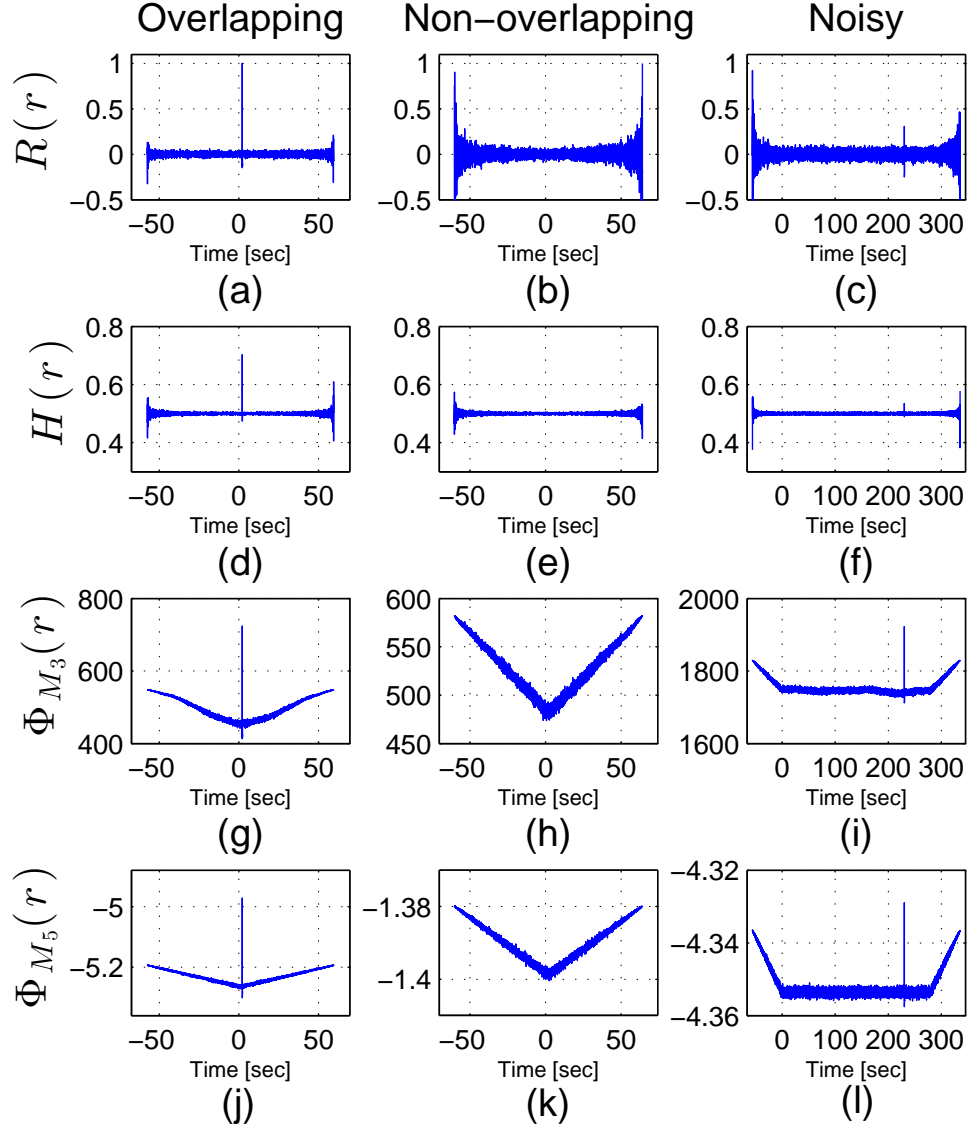 Overlapping Non-overlapping Noisy
R(r)
1
0.5
0
-0.5
-50 0 50
Time [sec]
(a)
1
0.5
0
-0.5
-50 0 50
Time [sec]
(b)
1
0.5
0
-0.5
0 100 200 300
Time [sec]
(c)
H(r)
0.8
0.6
0.4
-50 0 50
Time [sec]
(d)
0.8
0.6
0.4
-50 0 50
Time [sec]
(e)
0.8
0.6
0.4
0 100 200 300
Time [sec]
(f)
Φ_{M_3}(r)
800
600
400
-50 0 50
Time [sec]
(g)
600
550
500
450
-50 0 50
Time [sec]
(h)
2000
1800
1600
0 100 200 300
Time [sec]
(i)
Φ_{M_5}(r)
-5
-5.2
-50 0 50
Time [sec]
(j)
-1.38
-1.4
-50 0 50
Time [sec]
(k)
-4.32
-4.34
-4.36
0 100 200 300
Time [sec]
(l)